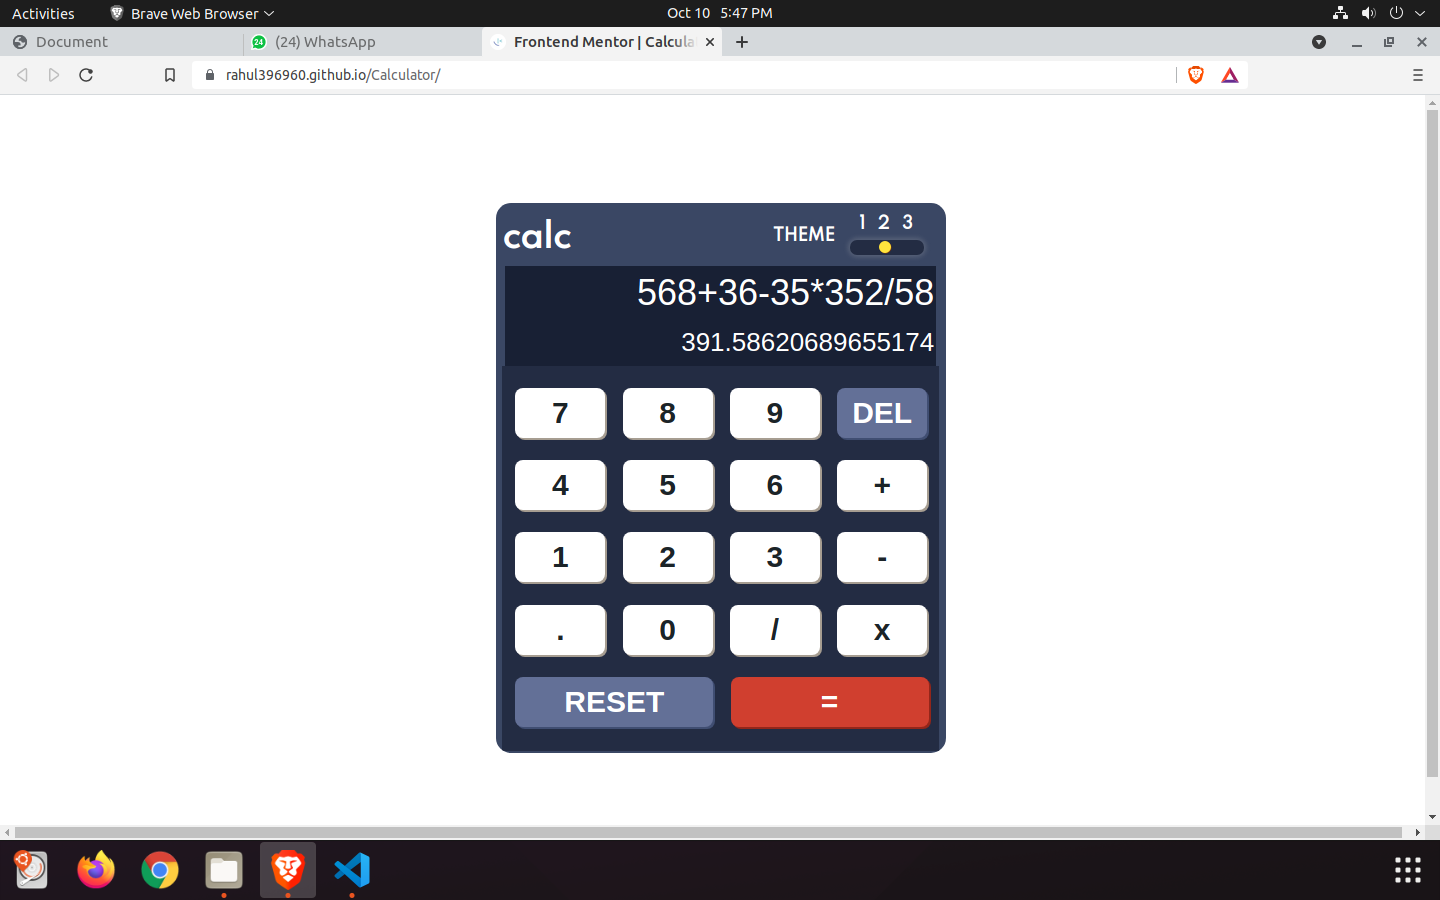 Activities
Brave Web Browser
Oct 10 5:47 PM
Document
24
(24) WhatsApp
Frontend Mentor | Calcula
rahul396960.github.io/Calculator/
calc
THEME
1 2 3
568+36-35*352/58
391.58620689655174
7 8 9 DEL
4 5 6 +
1 2 3 -
. 0 / x
RESET =